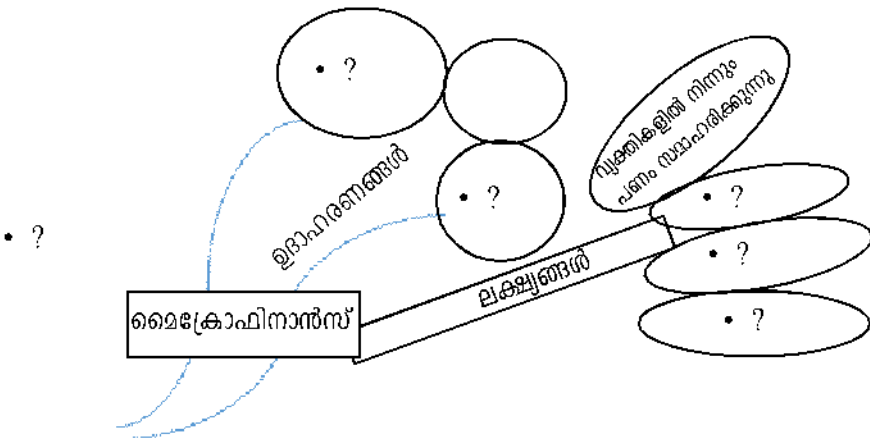 • ?
• ?
ഉദാഹരണങ്ങൾ
• ?
മൈക്രോഫിനാൻസ്
ലക്ഷ്യങ്ങൾ
വ്യക്തികളിൽ നിന്നും
പണം സമാഹരിക്കുന്നു
• ?
• ?
• ?